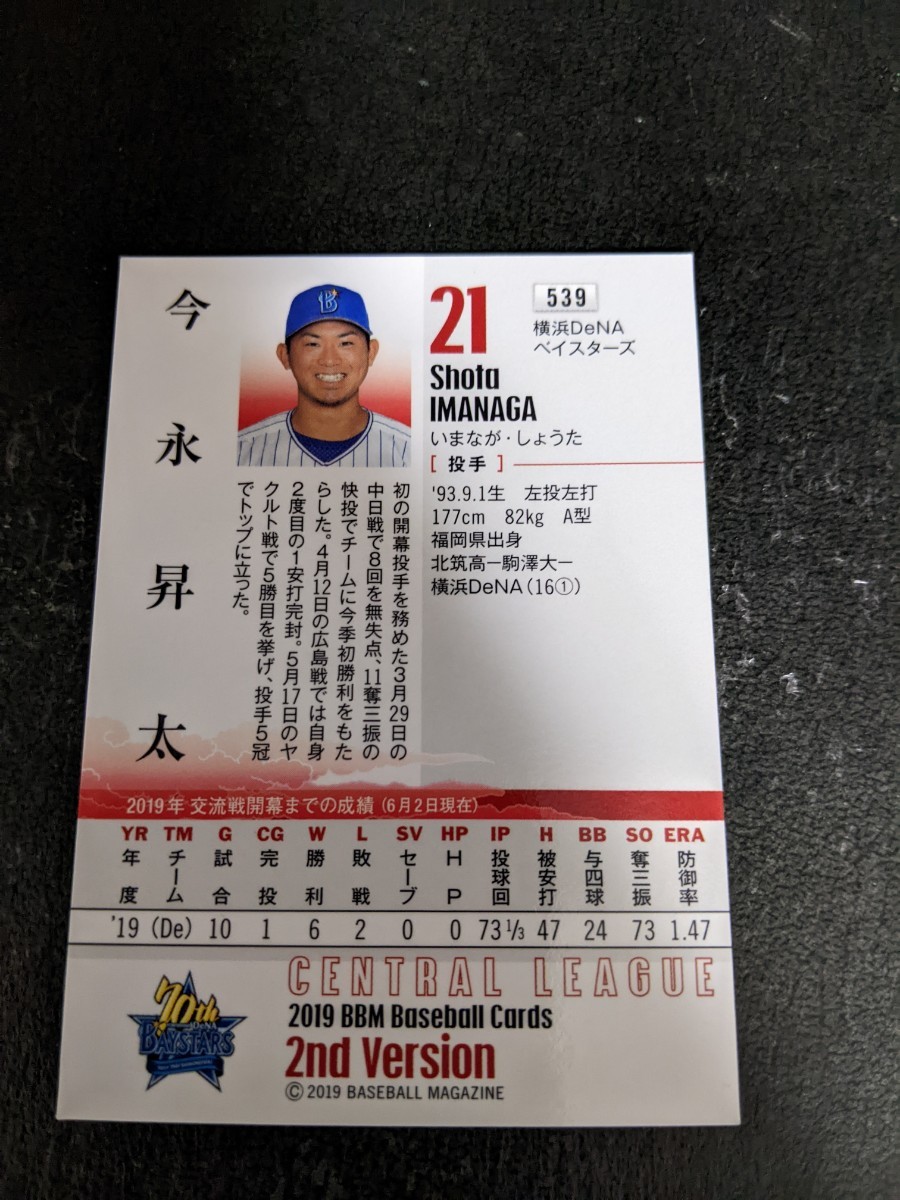 今永昇太
B
21
539
横浜DeNA
ベイスターズ
Shota
IMANAGA
いまなが・しょうた
[ 投手 ]
'93.9.1生　左投左打
177cm　82kg　A型
福岡県出身
北筑高ー駒澤大ー
横浜DeNA（16①）
初の開幕投手を務めた3月29日の
中日戦で8回を無失点、11奪三振の
快投でチームに今季初勝利をもた
らした。4月12日の広島戦では自身
2度目の1安打完封。5月17日のヤ
クルト戦で5勝目を挙げ、投手5冠
でトップに立った。
2019年 交流戦開幕までの成績（6月2日現在）
YR TM G CG W L SV HP IP H BB SO ERA
年度 チーム 試合 完投 勝利 敗戦 セーブ HP 投球回 被安打 与四球 奪三振 防御率
'19 (De) 10 1 6 2 0 0 73 1/3 47 24 73 1.47
CENTRAL LEAGUE
70th
BAYSTARS
2019 BBM Baseball Cards
2nd Version
© 2019 BASEBALL MAGAZINE